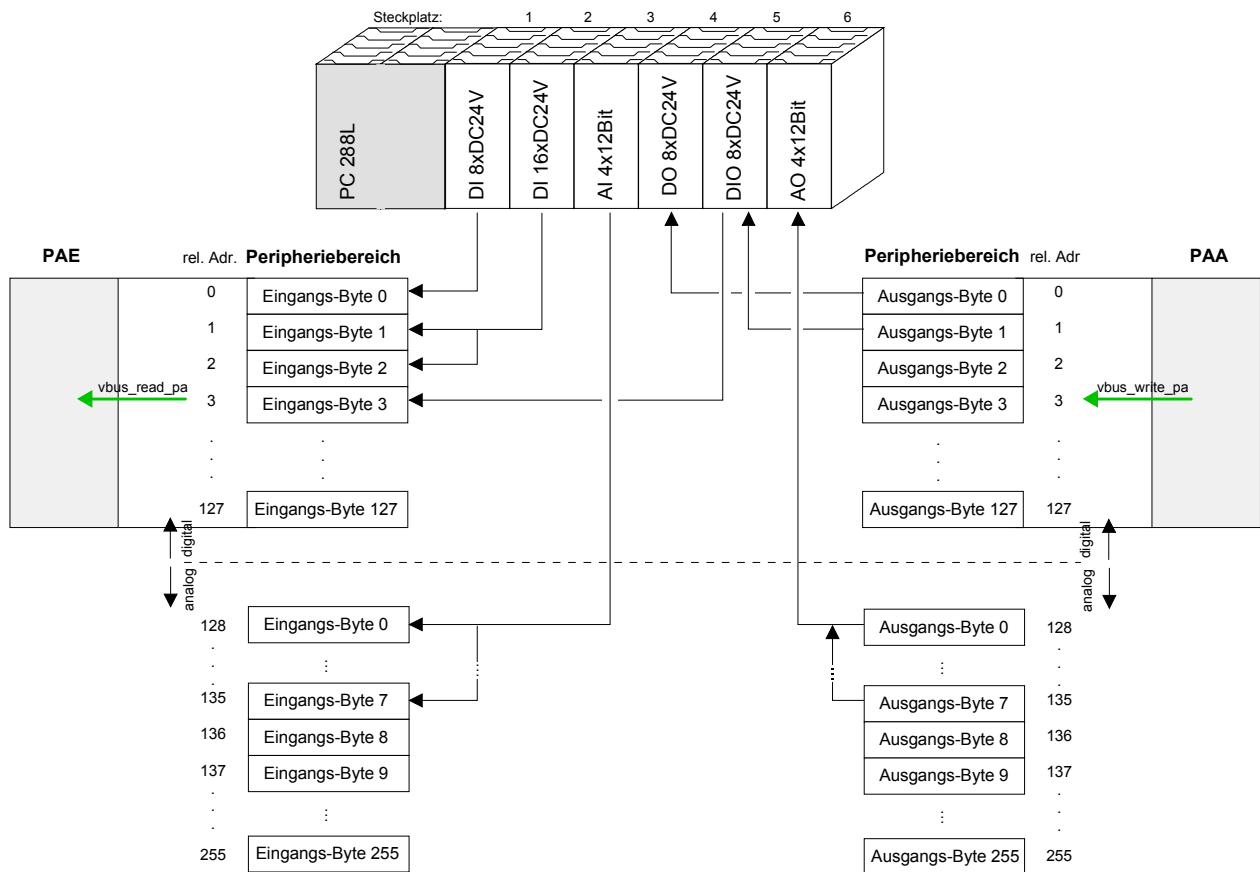 Steckplatz: 1 2 3 4 5 6
PC 288L
DI 8xDC24V
DI 16xDC24V
AI 4x12Bit
DO 8xDC24V
DIO 8xDC24V
AO 4x12Bit
PAE rel. Adr. Peripheriebereich
0 Eingangs-Byte 0
1 Eingangs-Byte 1
2 Eingangs-Byte 2
vbus_read_pa
3 Eingangs-Byte 3
. .
. .
. .
127 Eingangs-Byte 127
digital
analog
128 Eingangs-Byte 0
. ...
.
.
135 Eingangs-Byte 7
136 Eingangs-Byte 8
137 Eingangs-Byte 9
. ...
.
.
255 Eingangs-Byte 255
Peripheriebereich rel. Adr PAA
Ausgangs-Byte 0 0
Ausgangs-Byte 1 1
Ausgangs-Byte 2 2
vbus_write_pa
Ausgangs-Byte 3 3
. .
. .
. .
Ausgangs-Byte 127 127
digital
analog
Ausgangs-Byte 0 128
... .
.
.
Ausgangs-Byte 7 135
Ausgangs-Byte 8 136
Ausgangs-Byte 9 137
... .
.
.
Ausgangs-Byte 255 255